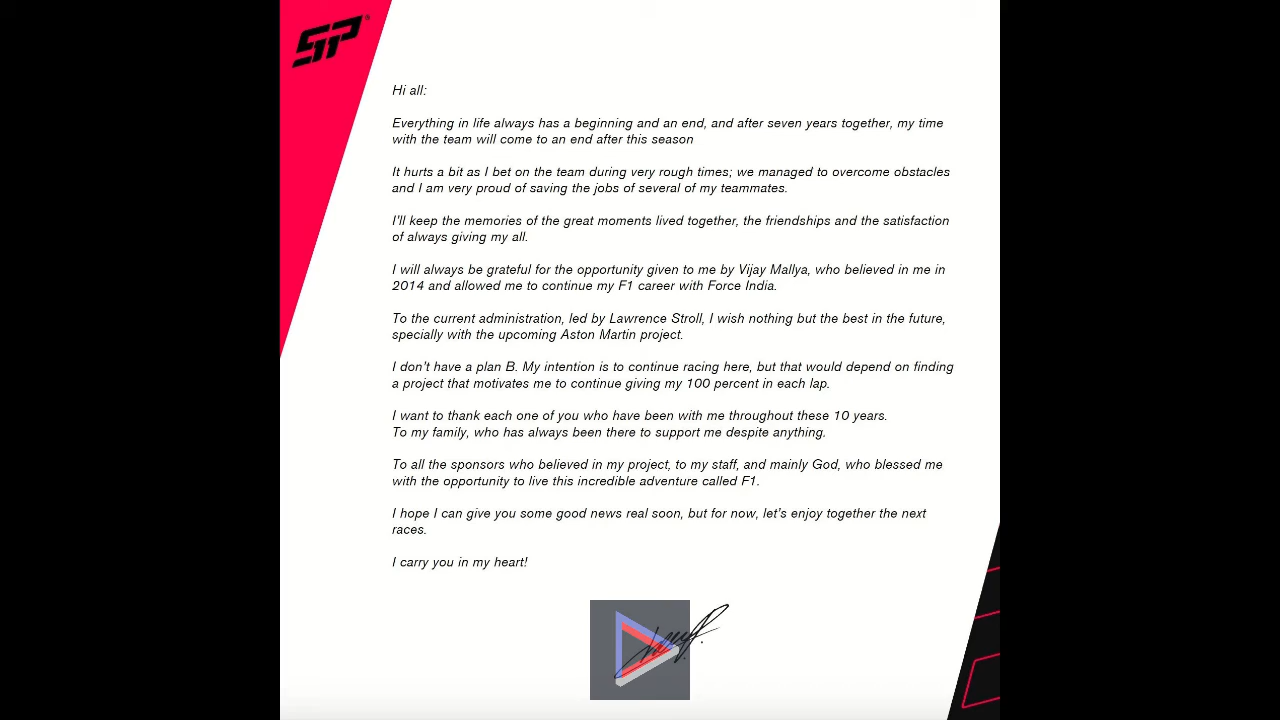 SP
Hi all:
Everything in life always has a beginning and an end, and after seven years together, my time
with the team will come to an end after this season
It hurts a bit as I bet on the team during very rough times; we managed to overcome obstacles
and I am very proud of saving the jobs of several of my teammates.
I'll keep the memories of the great moments lived together, the friendships and the satisfaction
of always giving my all.
I will always be grateful for the opportunity given to me by Vijay Mallya, who believed in me in
2014 and allowed me to continue my F1 career with Force India.
To the current administration, led by Lawrence Stroll, I wish nothing but the best in the future,
specially with the upcoming Aston Martin project.
I don't have a plan B. My intention is to continue racing here, but that would depend on finding
a project that motivates me to continue giving my 100 percent in each lap.
I want to thank each one of you who have been with me throughout these 10 years.
To my family, who has always been there to support me despite anything.
To all the sponsors who believed in my project, to my staff, and mainly God, who blessed me
with the opportunity to live this incredible adventure called F1.
I hope I can give you some good news real soon, but for now, let's enjoy together the next
races.
I carry you in my heart!